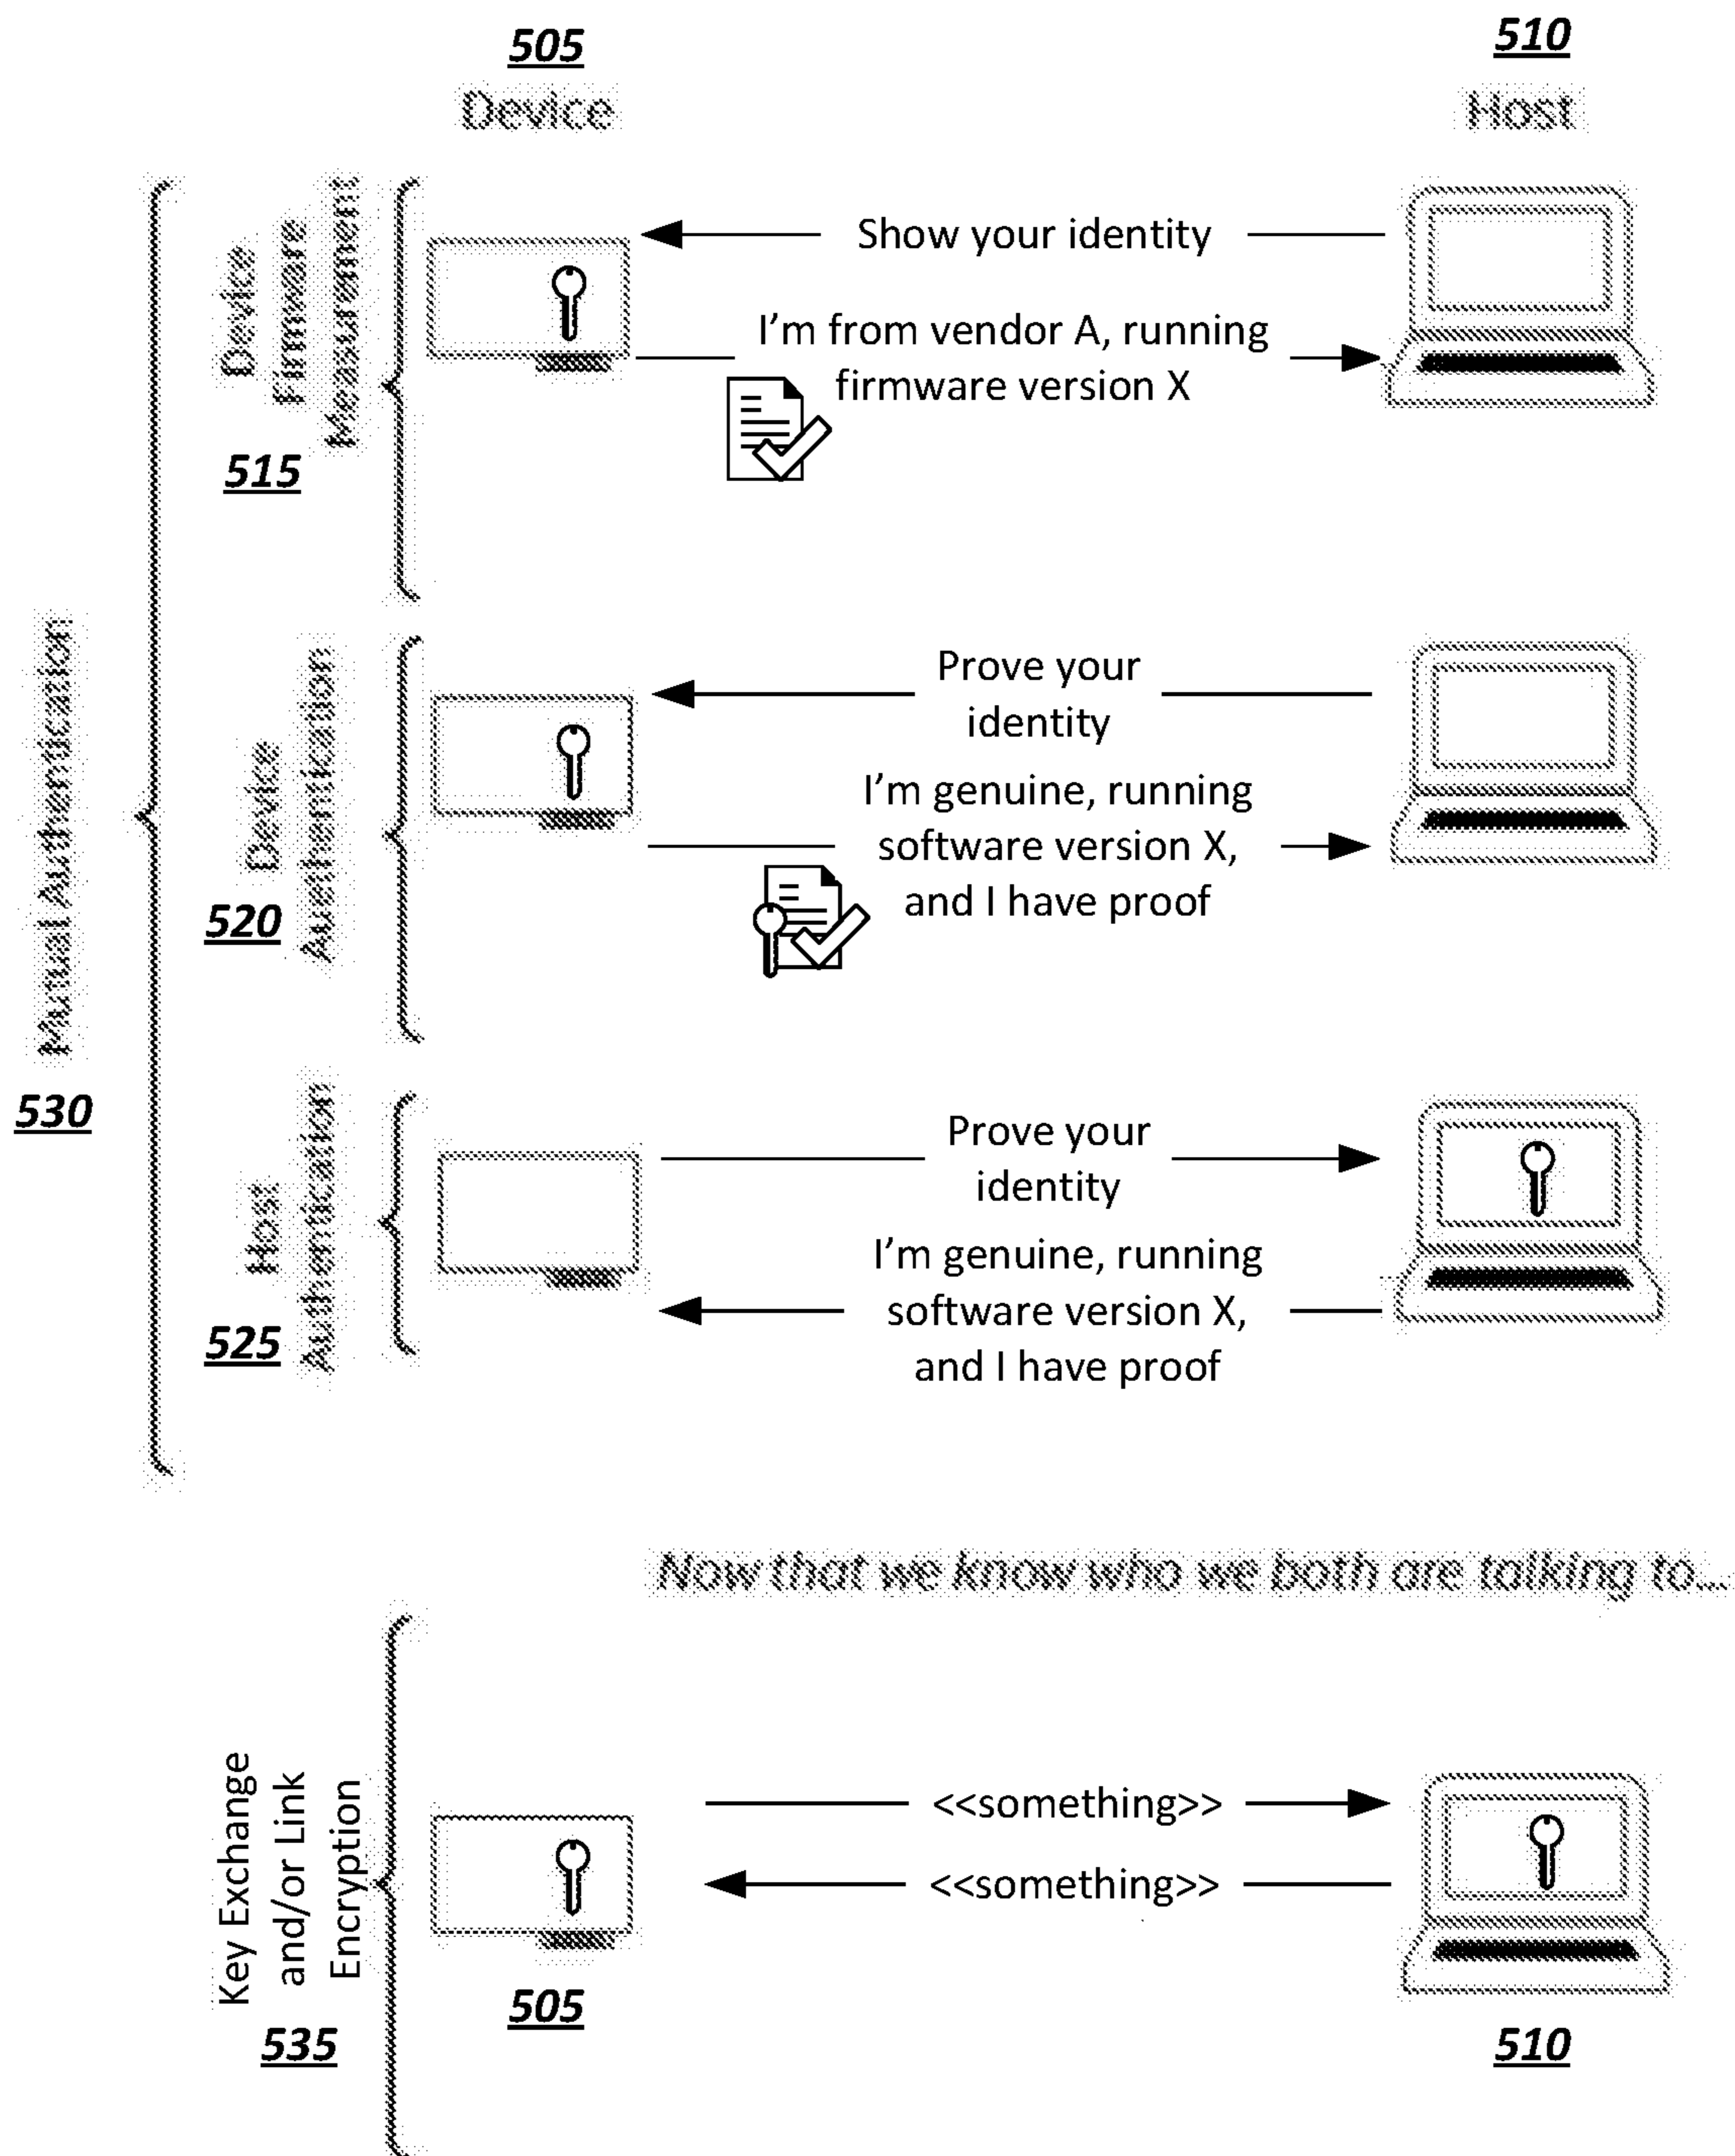 505
Device
510
Host
Device
Firmware
Measurement
515
Show your identity
I'm from vendor A, running
firmware version X
Mutual Authentication
530
Device
Authentication
520
Prove your
identity
I'm genuine, running
software version X,
and I have proof
Host
Authentication
525
Prove your
identity
I'm genuine, running
software version X,
and I have proof
Now that we know who we both are talking to...
Key Exchange
and/or Link
Encryption
535
<<something>>
<<something>>
505
510